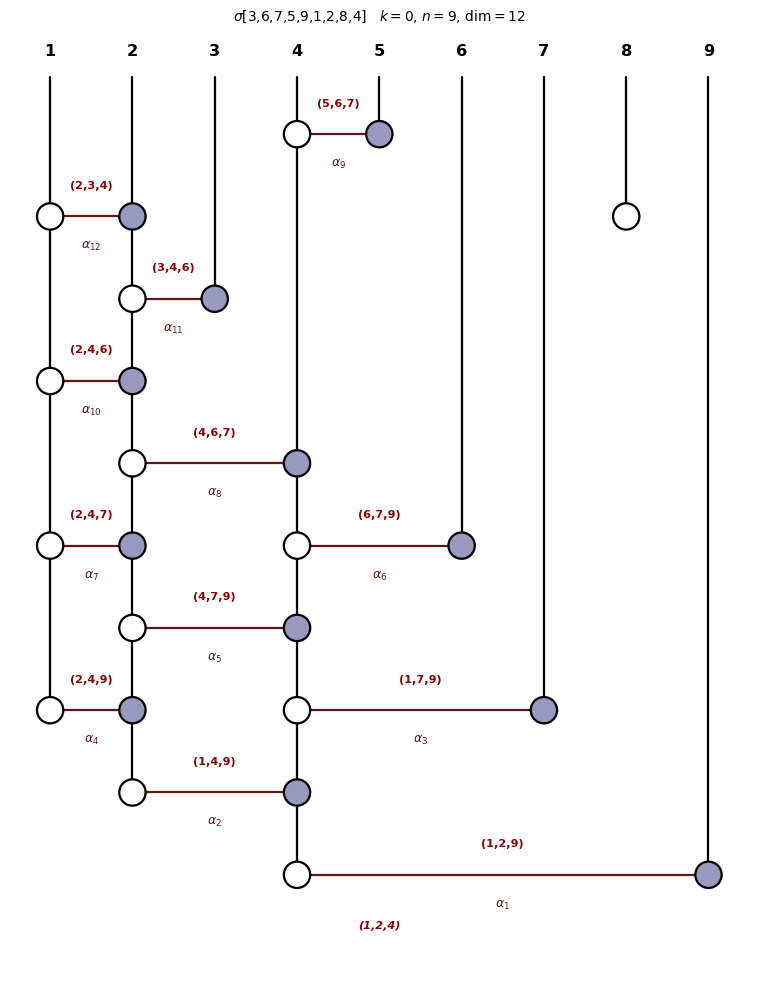 σ[3,6,7,5,9,1,2,8,4]   k = 0, n = 9, dim = 12
1 2 3 4 5 6 7 8 9
(5,6,7)
α₉
(2,3,4)
α₁₂
(3,4,6)
α₁₁
(2,4,6)
α₁₀
(4,6,7)
α₈
(2,4,7) (6,7,9)
α₇ α₆
(4,7,9)
α₅
(2,4,9) (1,7,9)
α₄ α₃
(1,4,9)
α₂
(1,2,9)
α₁
(1,2,4)